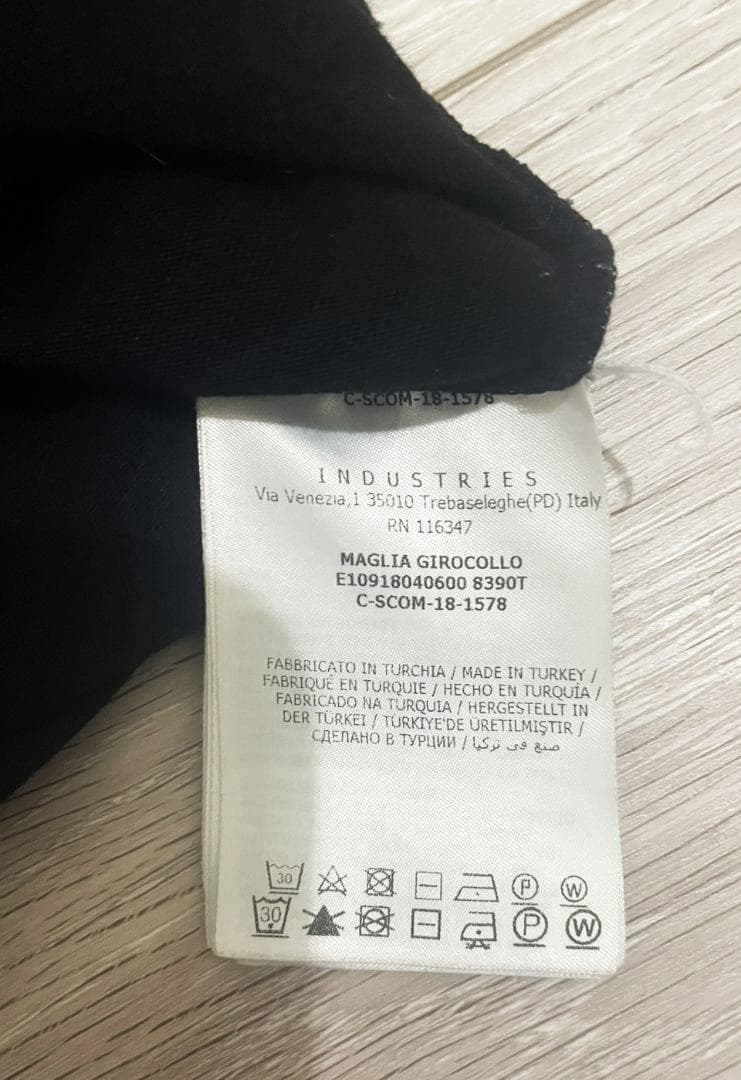 C-SCOM-18-1578
INDUSTRIES
Via Venezia,1 35010 Trebaseleghe(PD) Italy
RN 116347
MAGLIA GIROCOLLO
E10918040600 8390T
C-SCOM-18-1578
FABBRICATO IN TURCHIA / MADE IN TURKEY /
FABRIQUÉ EN TURQUIE / HECHO EN TURQUÍA /
FABRICADO NA TURQUIA / HERGESTELLT IN
DER TÜRKEI / TÜRKIYE'DE ÜRETILMIŞTIR /
СДЕЛАНО В ТУРЦИИ / صنع في تركيا
30 P W
30 P W